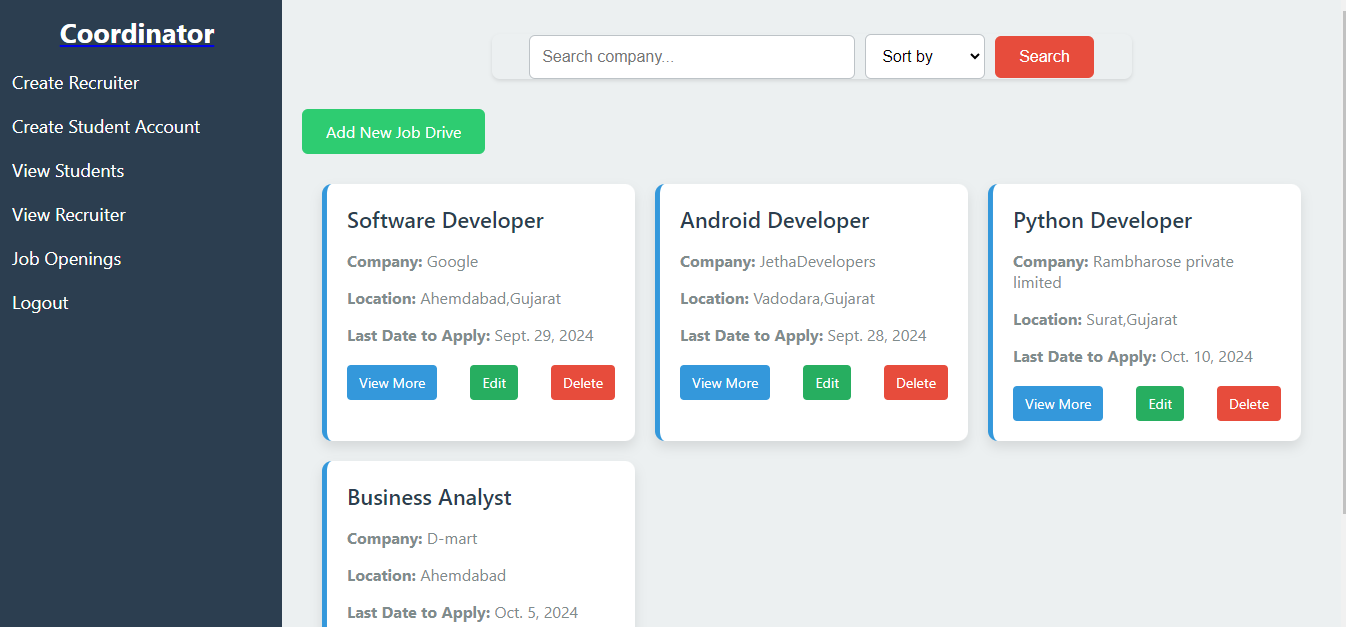 Coordinator
Create Recruiter
Create Student Account
View Students
View Recruiter
Job Openings
Logout
Search company...
Sort by
Search
Add New Job Drive
Software Developer
Company: Google
Location: Ahemdabad,Gujarat
Last Date to Apply: Sept. 29, 2024
View More
Edit
Delete
Android Developer
Company: JethaDevelopers
Location: Vadodara,Gujarat
Last Date to Apply: Sept. 28, 2024
View More
Edit
Delete
Python Developer
Company: Rambharose private
limited
Location: Surat,Gujarat
Last Date to Apply: Oct. 10, 2024
View More
Edit
Delete
Business Analyst
Company: D-mart
Location: Ahemdabad
Last Date to Apply: Oct. 5, 2024